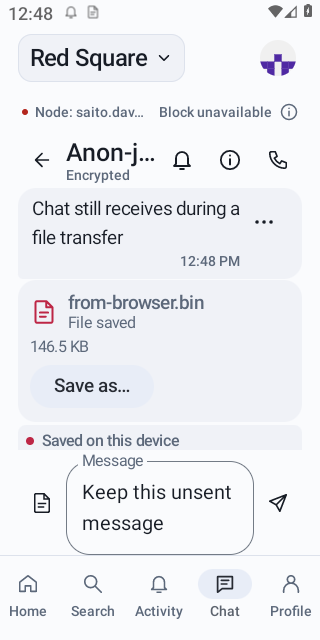 12:48
Red Square
Node: saito.dav... Block unavailable
Anon-j...
Encrypted
Chat still receives during a
file transfer
12:48 PM
from-browser.bin
File saved
146.5 KB
Save as...
Saved on this device
Message
Keep this unsent
message
Home Search Activity Chat Profile